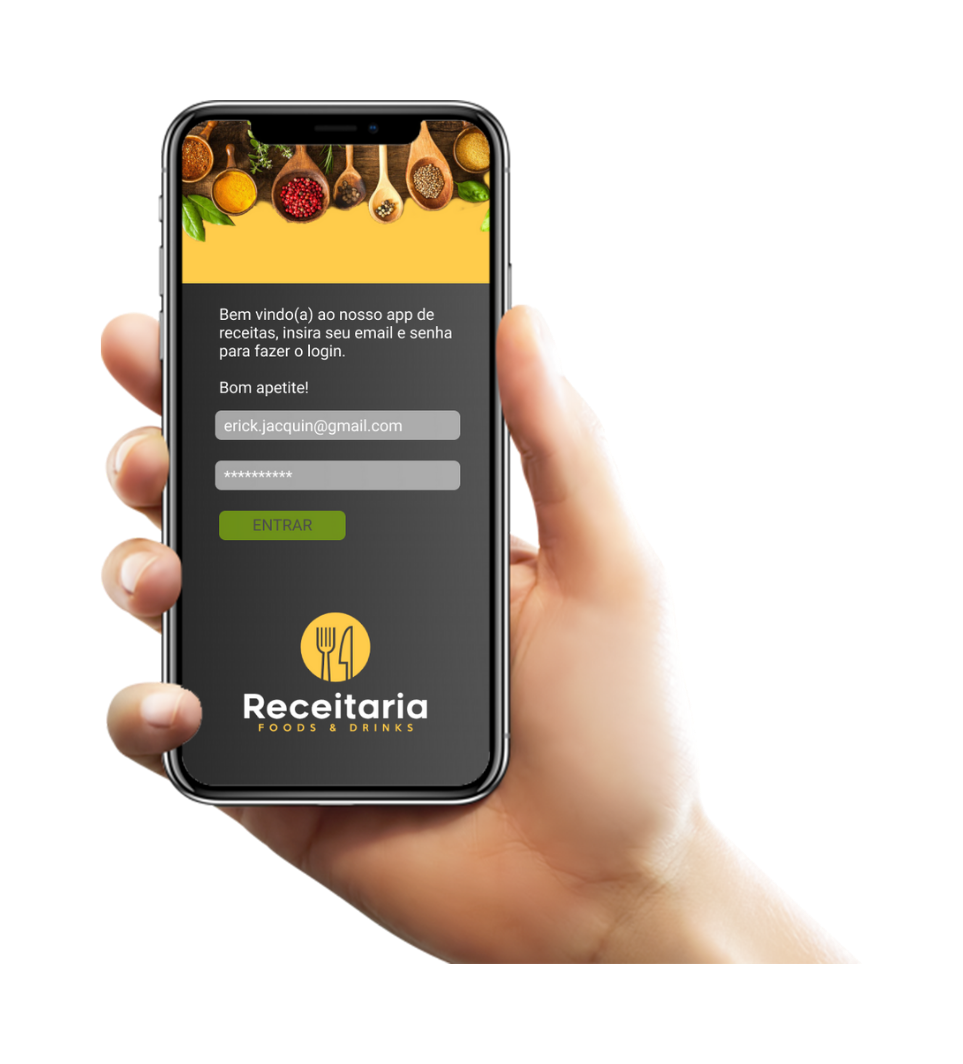 Bem vindo(a) ao nosso app de
receitas, insira seu email e senha
para fazer o login.
Bom apetite!
erick.jacquin@gmail.com
**********
ENTRAR
Receitaria
FOODS & DRINKS